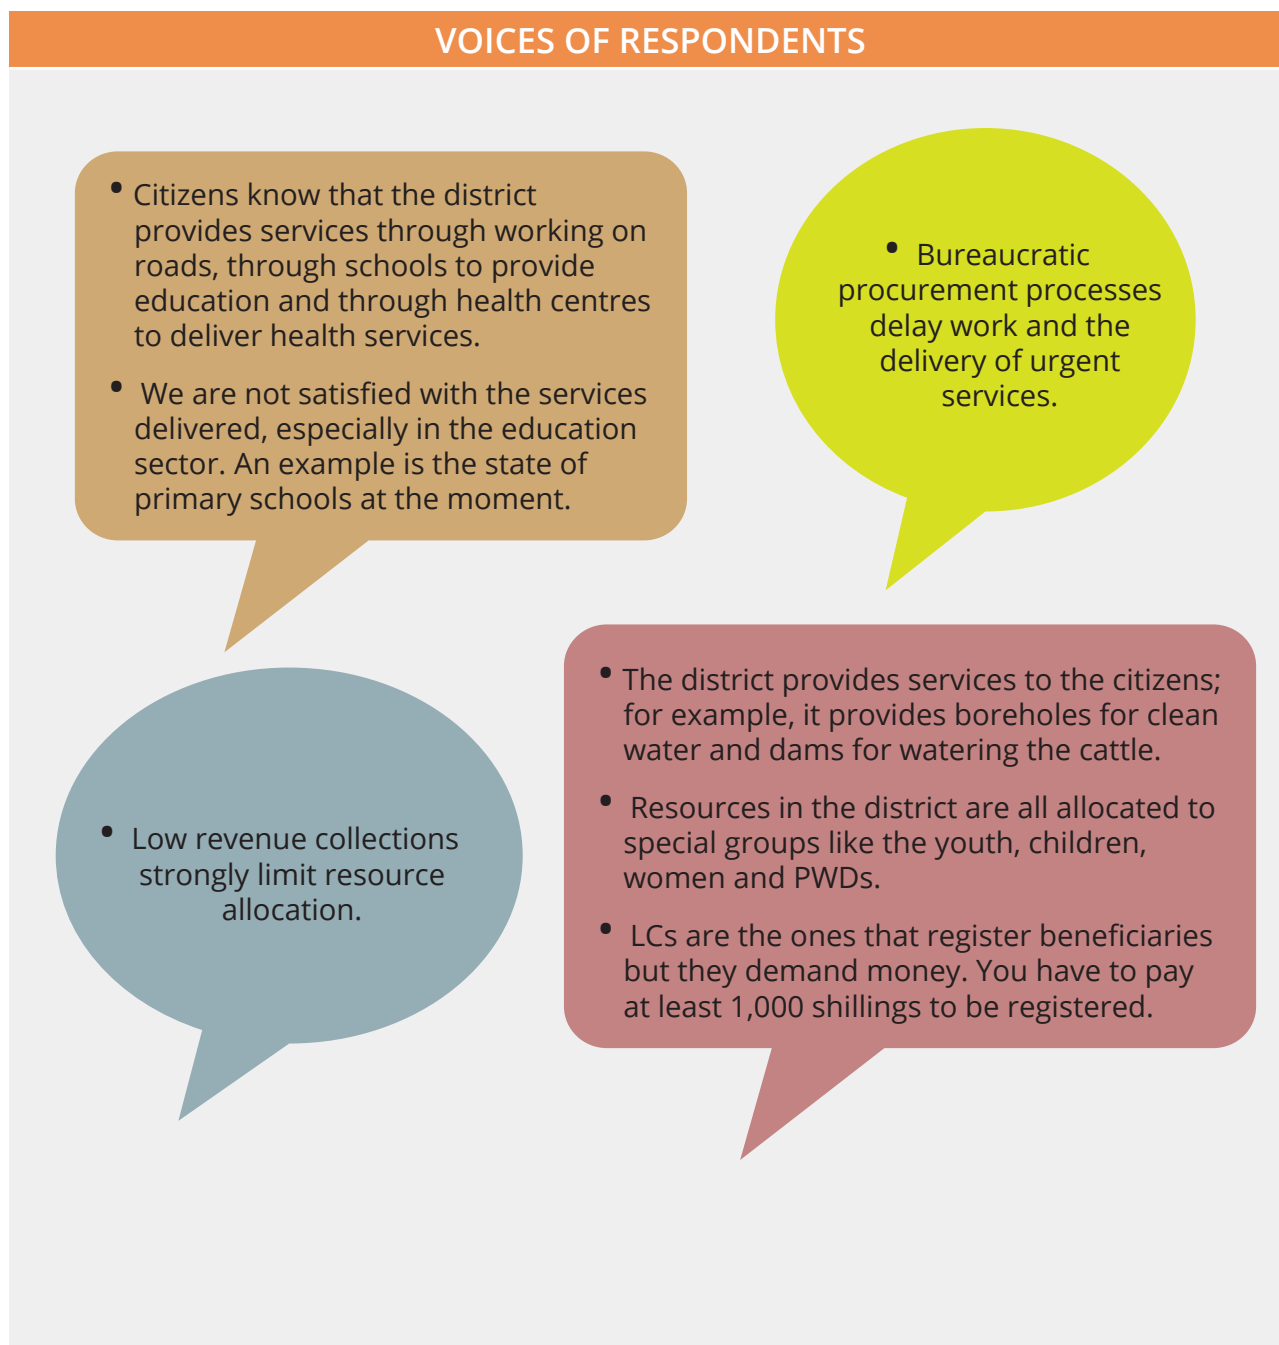 VOICES OF RESPONDENTS
• Citizens know that the district
provides services through working on
roads, through schools to provide
education and through health centres
to deliver health services.
• We are not satisfied with the services
delivered, especially in the education
sector. An example is the state of
primary schools at the moment.
• Bureaucratic
procurement processes
delay work and the
delivery of urgent
services.
• Low revenue collections
strongly limit resource
allocation.
• The district provides services to the citizens;
for example, it provides boreholes for clean
water and dams for watering the cattle.
• Resources in the district are all allocated to
special groups like the youth, children,
women and PWDs.
• LCs are the ones that register beneficiaries
but they demand money. You have to pay
at least 1,000 shillings to be registered.